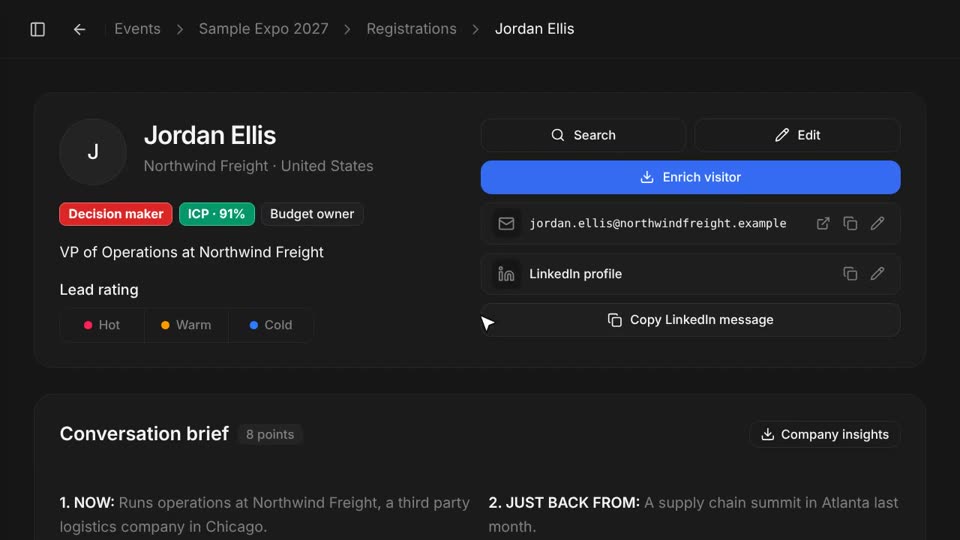 Events > Sample Expo 2027 > Registrations > Jordan Ellis
J
Jordan Ellis
Northwind Freight · United States
Decision maker
ICP · 91%
Budget owner
VP of Operations at Northwind Freight
Lead rating
Hot
Warm
Cold
Search
Edit
Enrich visitor
jordan.ellis@northwindfreight.example
in
LinkedIn profile
Copy LinkedIn message
Conversation brief
8 points
Company insights
1. NOW: Runs operations at Northwind Freight, a third party
logistics company in Chicago.
2. JUST BACK FROM: A supply chain summit in Atlanta last
month.